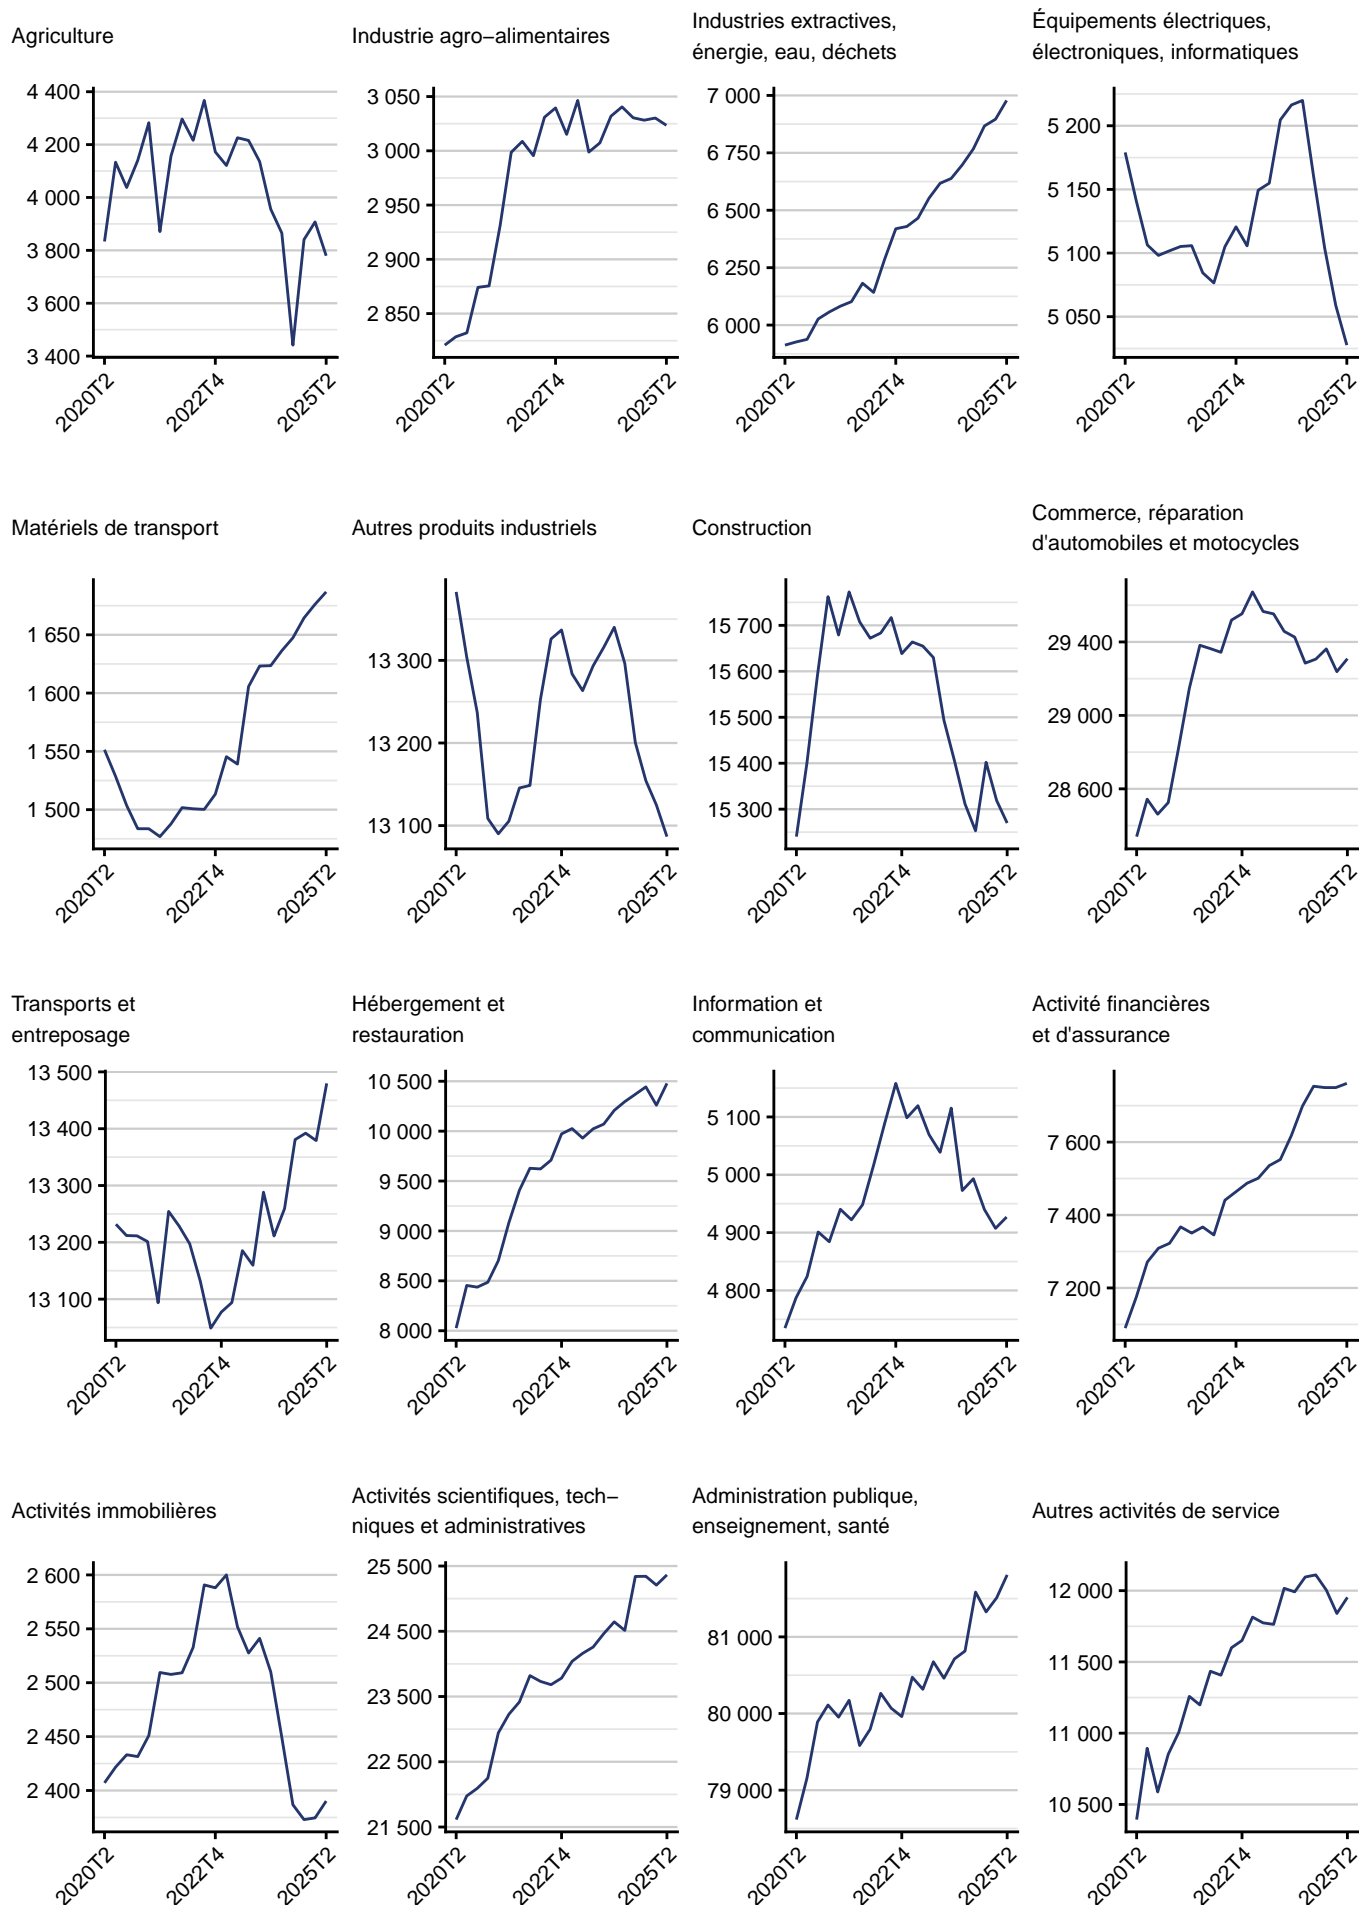 Agriculture
4 400
4 200
4 000
3 800
3 600
3 400
2020T2
2022T4
2025T2
Industrie agro−alimentaires
3 050
3 000
2 950
2 900
2 850
2020T2
2022T4
2025T2
Industries extractives,
énergie, eau, déchets
7 000
6 750
6 500
6 250
6 000
2020T2
2022T4
2025T2
Équipements électriques,
électroniques, informatiques
5 200
5 150
5 100
5 050
2020T2
2022T4
2025T2
Matériels de transport
1 650
1 600
1 550
1 500
2020T2
2022T4
2025T2
Autres produits industriels
13 300
13 200
13 100
2020T2
2022T4
2025T2
Construction
15 700
15 600
15 500
15 400
15 300
2020T2
2022T4
2025T2
Commerce, réparation
d'automobiles et motocycles
29 400
29 000
28 600
2020T2
2022T4
2025T2
Transports et
entreposage
13 500
13 400
13 300
13 200
13 100
2020T2
2022T4
2025T2
Hébergement et
restauration
10 500
10 000
9 500
9 000
8 500
8 000
2020T2
2022T4
2025T2
Information et
communication
5 100
5 000
4 900
4 800
2020T2
2022T4
2025T2
Activité financières
et d'assurance
7 600
7 400
7 200
2020T2
2022T4
2025T2
Activités immobilières
2 600
2 550
2 500
2 450
2 400
2020T2
2022T4
2025T2
Activités scientifiques, tech−
niques et administratives
25 500
24 500
23 500
22 500
21 500
2020T2
2022T4
2025T2
Administration publique,
enseignement, santé
81 000
80 000
79 000
2020T2
2022T4
2025T2
Autres activités de service
12 000
11 500
11 000
10 500
2020T2
2022T4
2025T2